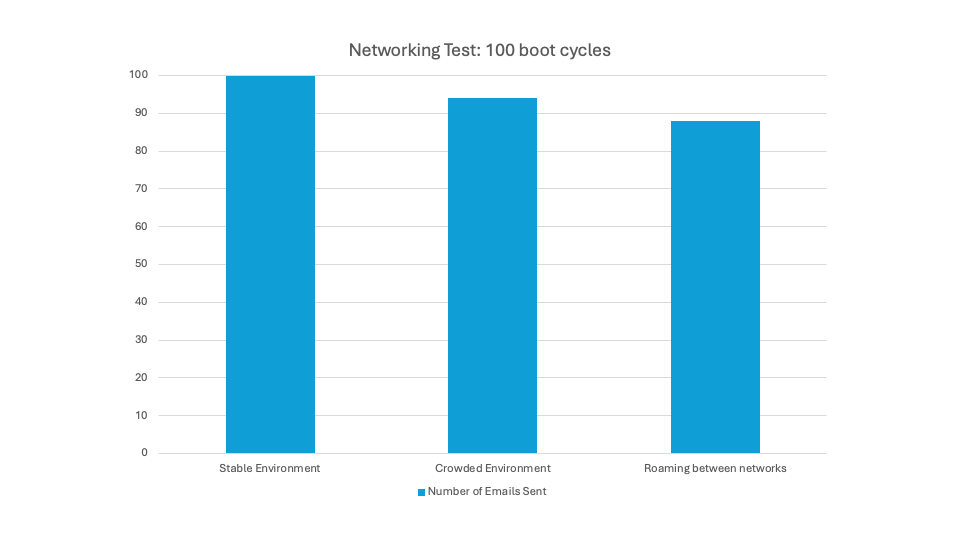 Networking Test: 100 boot cycles
100
90
80
70
60
50
40
30
20
10
0
Stable Environment
Crowded Environment
Roaming between networks
Number of Emails Sent